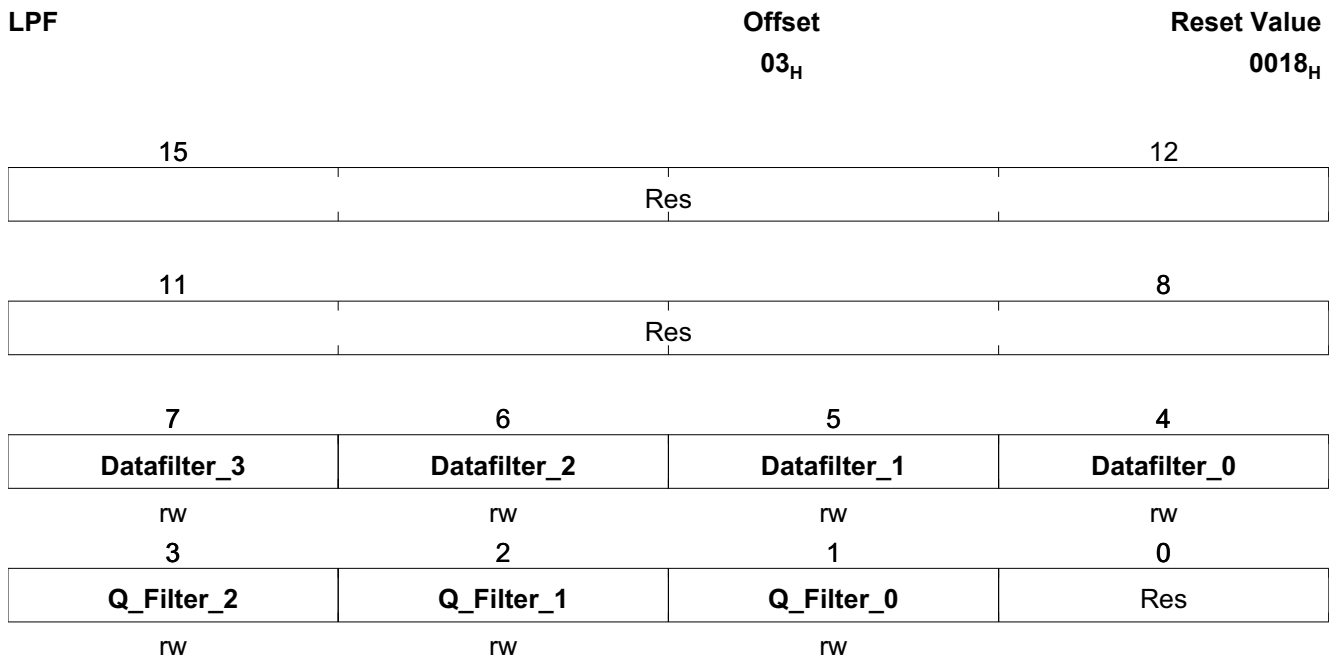 LPF Offset Reset Value
03H 0018H
15 12
Res
11 8
Res
7 6 5 4
Datafilter_3 Datafilter_2 Datafilter_1 Datafilter_0
rw rw rw rw
3 2 1 0
Q_Filter_2 Q_Filter_1 Q_Filter_0 Res
rw rw rw